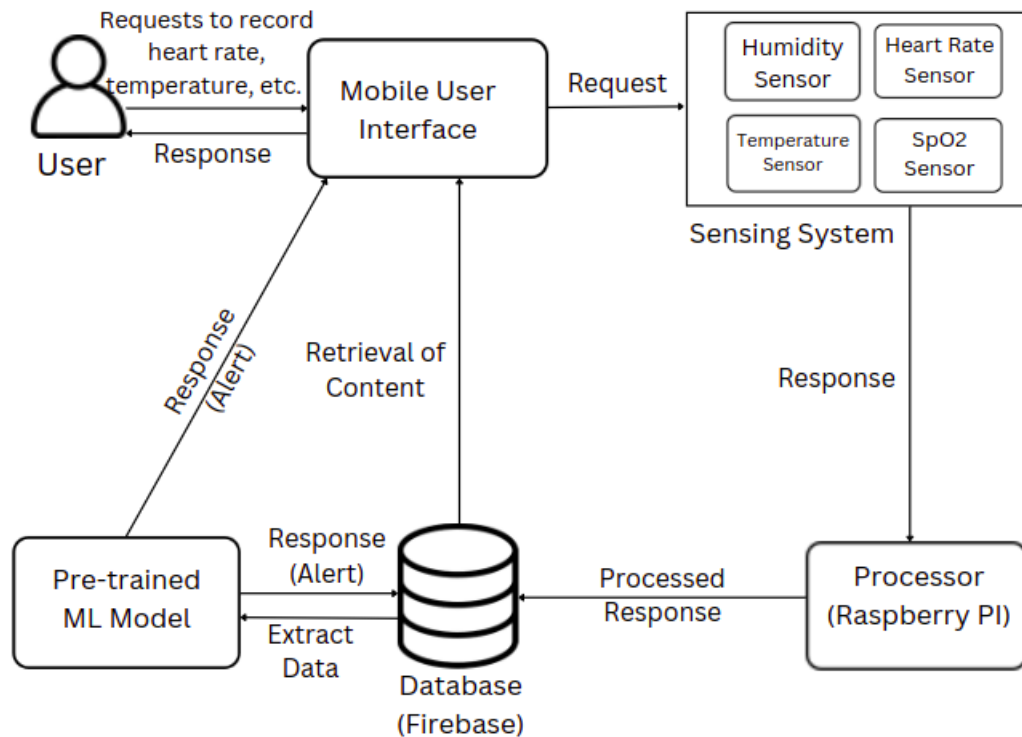 Requests to record
heart rate,
temperature, etc.
User
Response
Mobile User
Interface
Request
Humidity
Sensor
Heart Rate
Sensor
Temperature
Sensor
SpO2
Sensor
Sensing System
Response
(Alert)
Retrieval of
Content
Response
Pre-trained
ML Model
Response
(Alert)
Extract
Data
Database
(Firebase)
Processed
Response
Processor
(Raspberry PI)